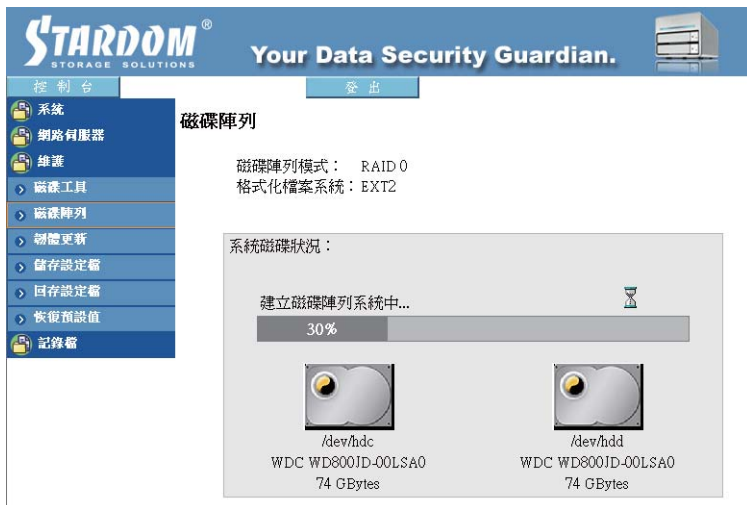 STARDOM®
STORAGE SOLUTIONS
Your Data Security Guardian.
控制台
登出
系統
網路伺服器
維護
磁碟工具
磁碟陣列
韌體更新
儲存設定檔
回存設定檔
恢復預設值
記錄檔
磁碟陣列
磁碟陣列模式： RAID 0
格式化檔案系統：EXT2
系統磁碟狀況：
建立磁碟陣列系統中...
30%
/dev/hdc
WDC WD800JD-00LSA0
74 GBytes
/dev/hdd
WDC WD800JD-00LSA0
74 GBytes